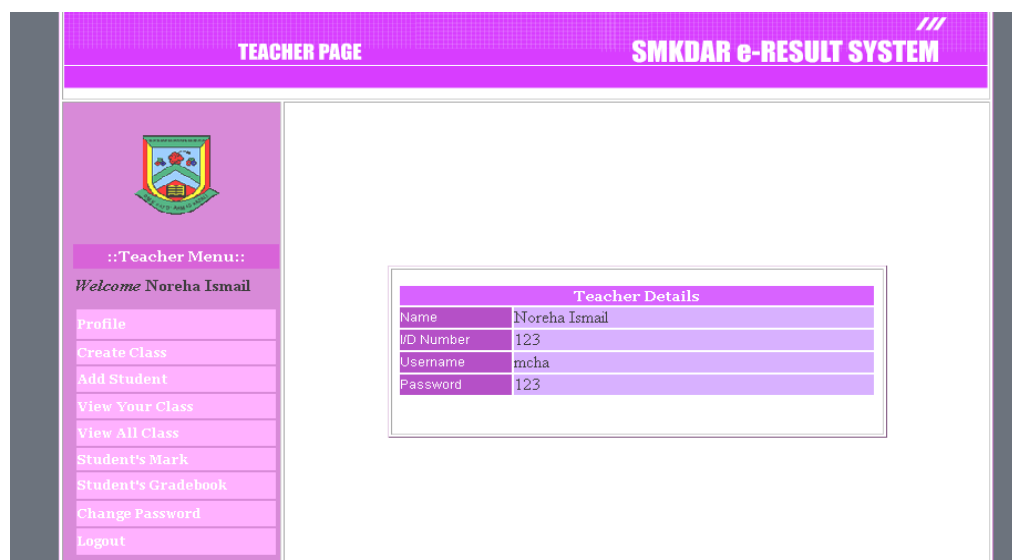 TEACHER PAGE
SMKDAR e-RESULT SYSTEM
::Teacher Menu::
Welcome Noreha Ismail
Profile
Create Class
Add Student
View Your Class
View All Class
Student's Mark
Student's Gradebook
Change Password
Logout
Teacher Details
Name Noreha Ismail
I/D Number 123
Username mcha
Password 123